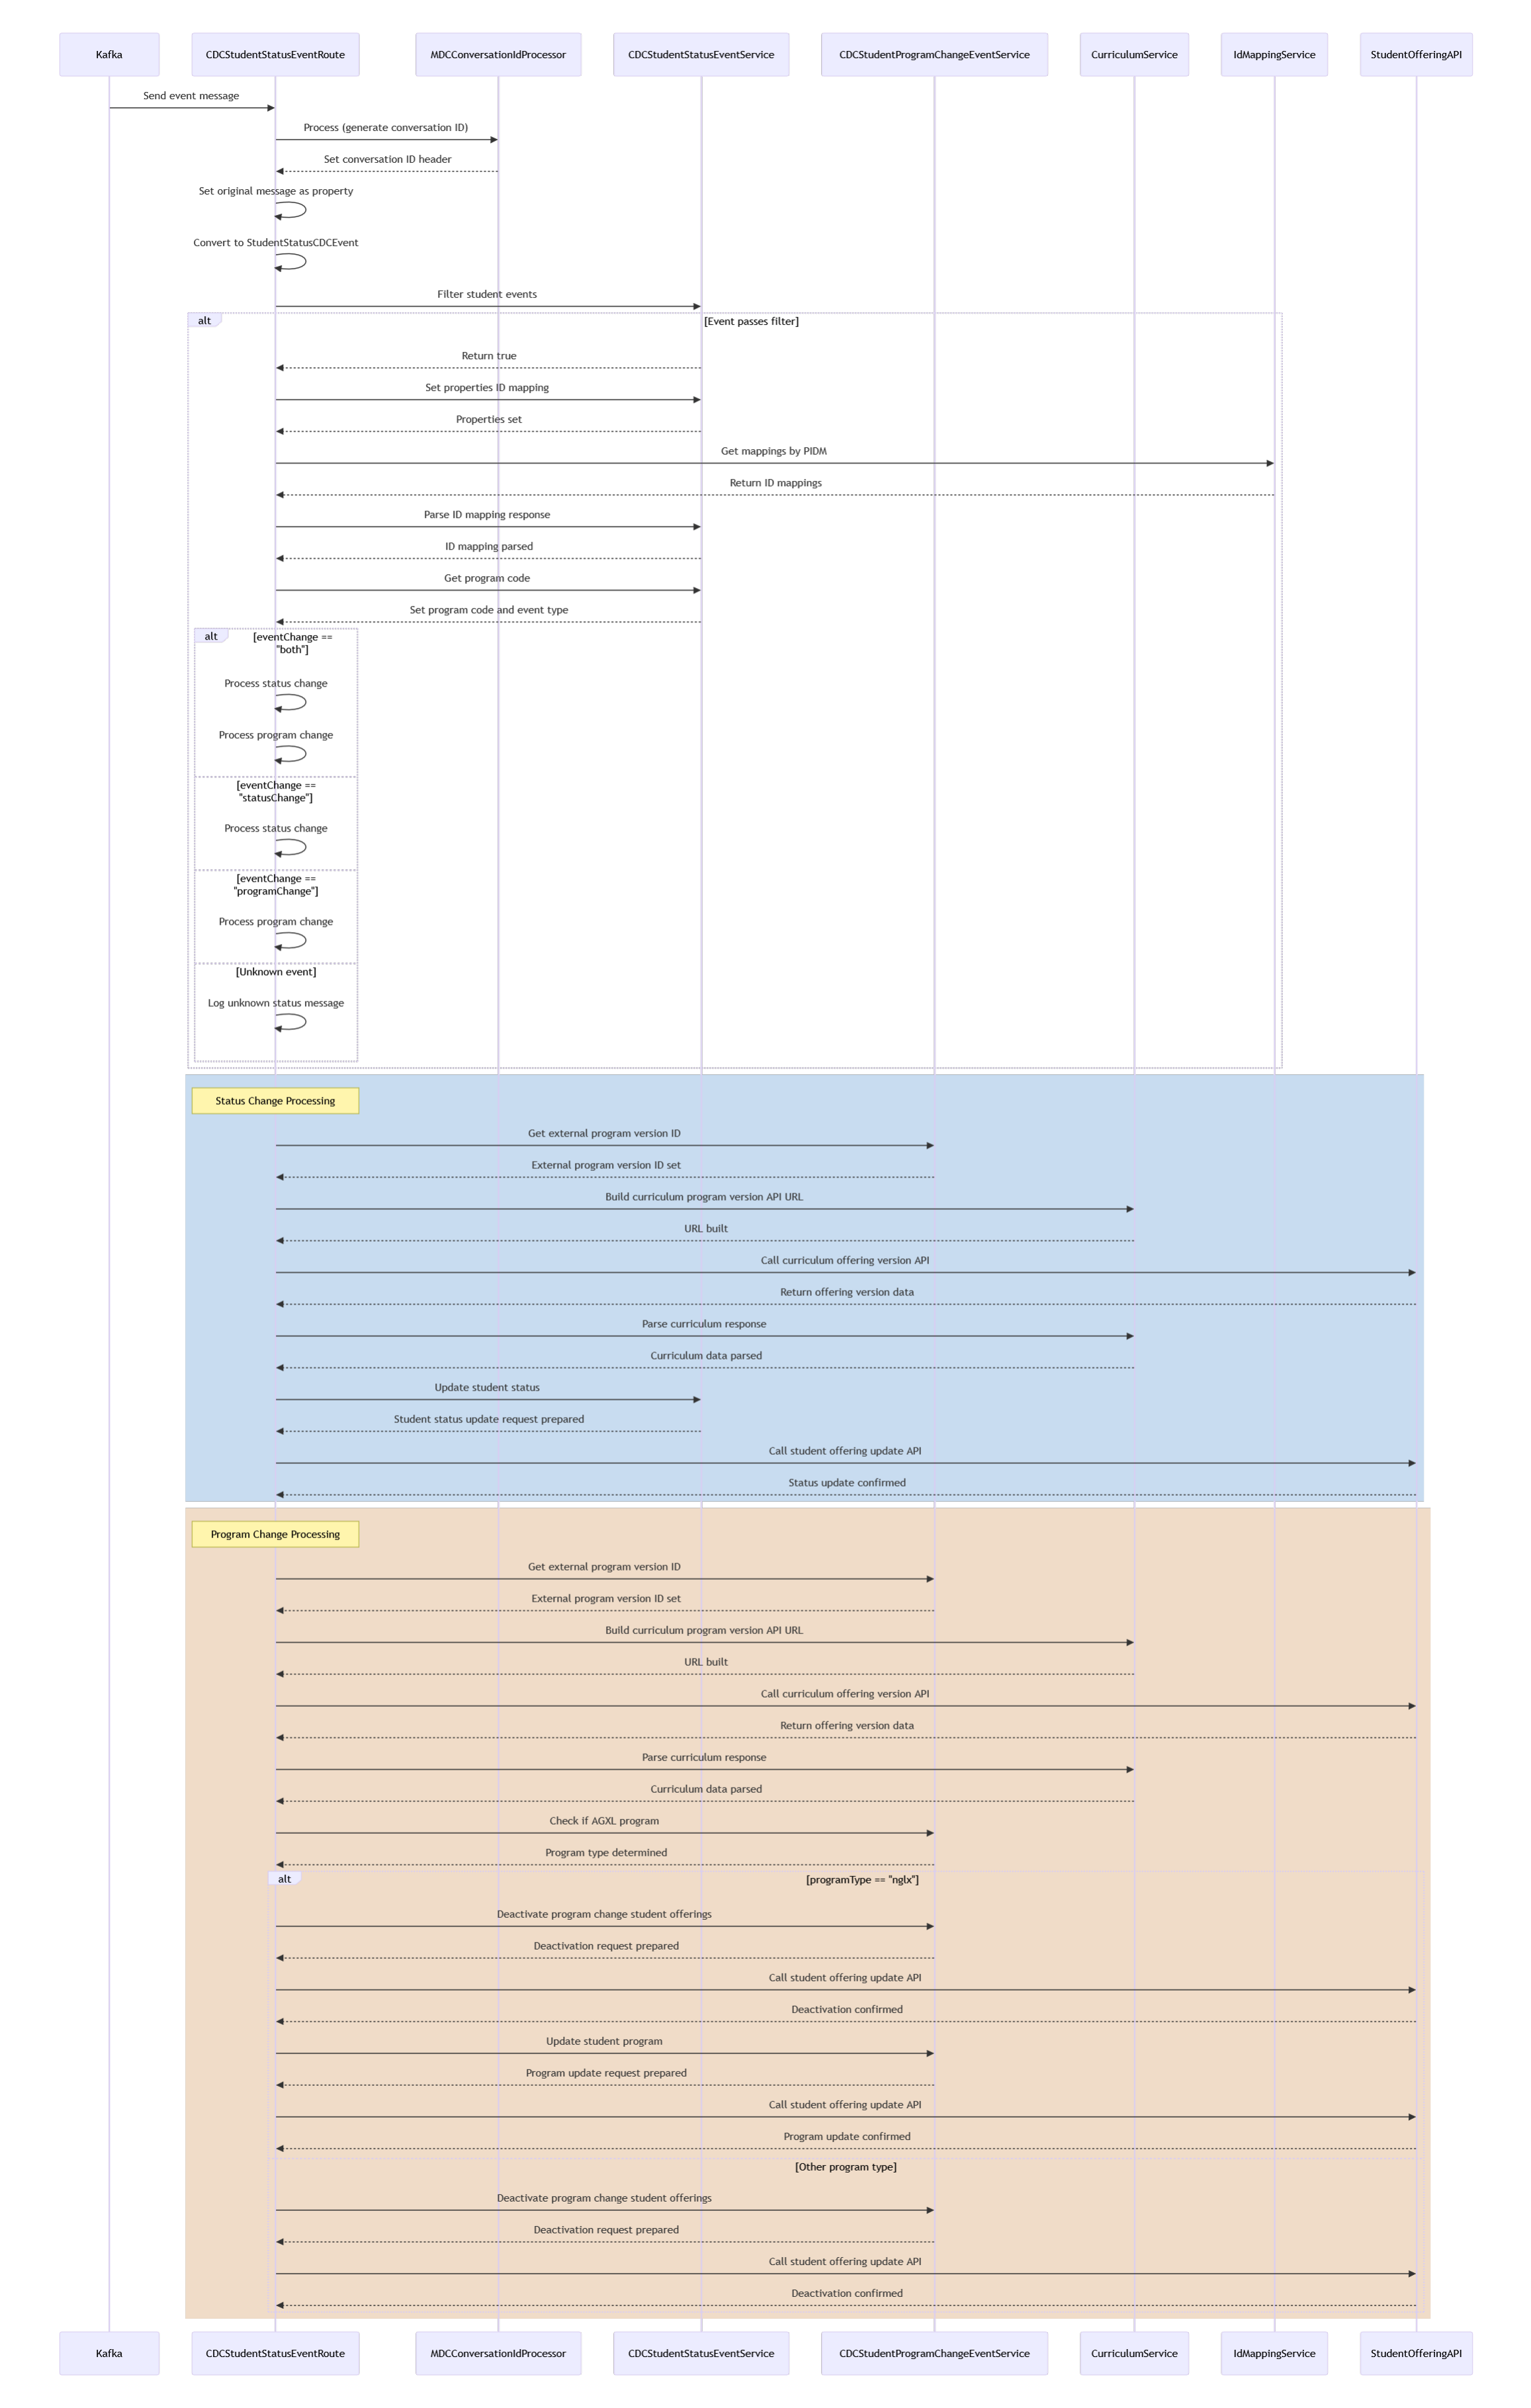 Kafka
CDCStudentStatusEventRoute
MDCConversationIdProcessor
CDCStudentStatusEventService
CDCStudentProgramChangeEventService
CurriculumService
IdMappingService
StudentOfferingAPI
Send event message
Process (generate conversation ID)
Set conversation ID header
Set original message as property
Convert to StudentStatusCDCEvent
Filter student events
alt
[Event passes filter]
Return true
Set properties ID mapping
Properties set
Get mappings by PIDM
Return ID mappings
Parse ID mapping response
ID mapping parsed
Get program code
Set program code and event type
alt
[eventChange ==
"both"]
Process status change
Process program change
[eventChange ==
"statusChange"]
Process status change
[eventChange ==
"programChange"]
Process program change
[Unknown event]
Log unknown status message
Status Change Processing
Get external program version ID
External program version ID set
Build curriculum program version API URL
URL built
Call curriculum offering version API
Return offering version data
Parse curriculum response
Curriculum data parsed
Update student status
Student status update request prepared
Call student offering update API
Status update confirmed
Program Change Processing
Get external program version ID
External program version ID set
Build curriculum program version API URL
URL built
Call curriculum offering version API
Return offering version data
Parse curriculum response
Curriculum data parsed
Check if AGXL program
Program type determined
alt
[programType == "nglx"]
Deactivate program change student offerings
Deactivation request prepared
Call student offering update API
Deactivation confirmed
Update student program
Program update request prepared
Call student offering update API
Program update confirmed
[Other program type]
Deactivate program change student offerings
Deactivation request prepared
Call student offering update API
Deactivation confirmed
Kafka
CDCStudentStatusEventRoute
MDCConversationIdProcessor
CDCStudentStatusEventService
CDCStudentProgramChangeEventService
CurriculumService
IdMappingService
StudentOfferingAPI